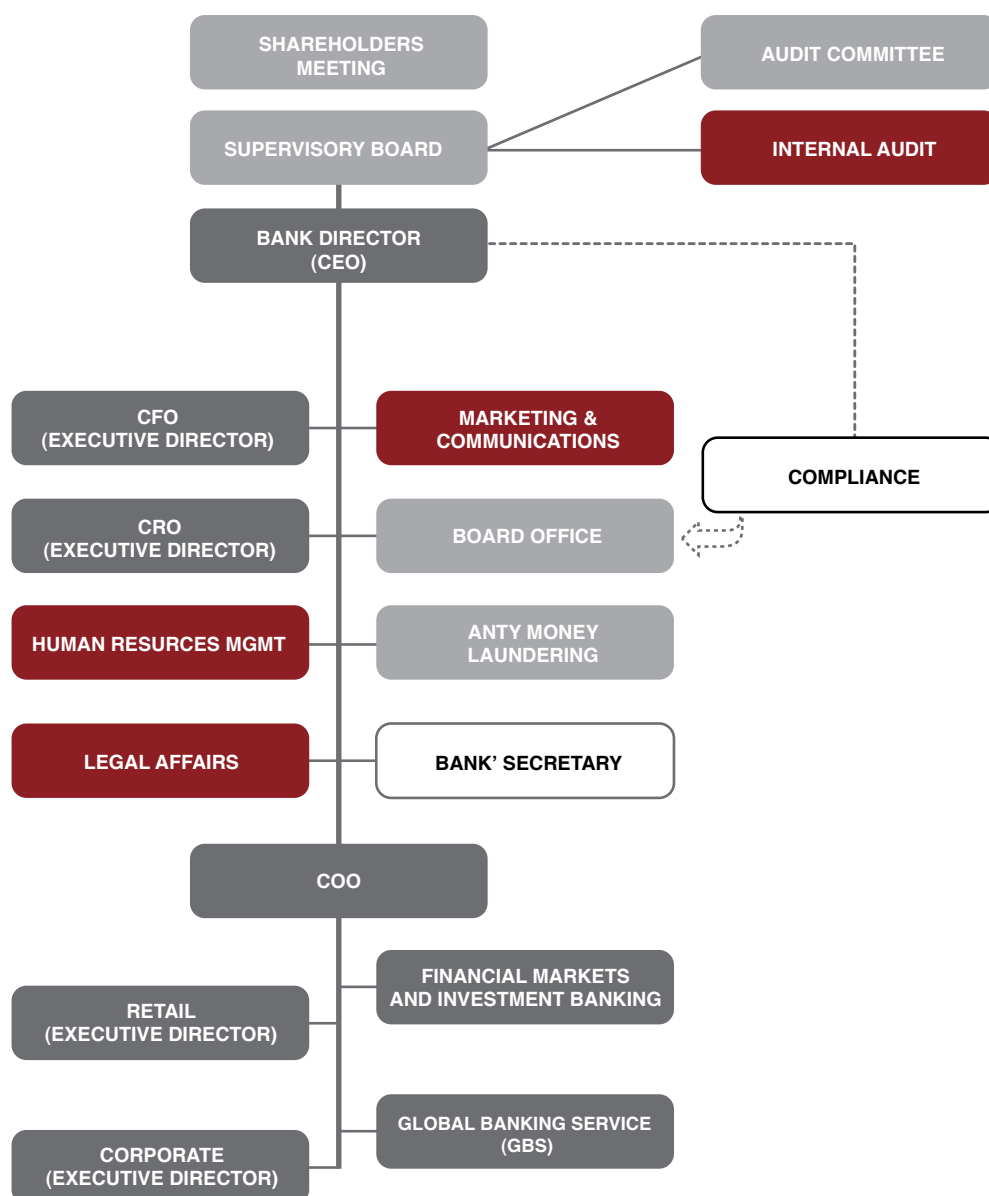 SHAREHOLDERS
MEETING
AUDIT COMMITTEE
SUPERVISORY BOARD
INTERNAL AUDIT
BANK DIRECTOR
(CEO)
CFO
(EXECUTIVE DIRECTOR)
MARKETING &
COMMUNICATIONS
COMPLIANCE
CRO
(EXECUTIVE DIRECTOR)
BOARD OFFICE
HUMAN RESURCES MGMT
ANTY MONEY
LAUNDERING
LEGAL AFFAIRS
BANK’ SECRETARY
COO
FINANCIAL MARKETS
AND INVESTMENT BANKING
RETAIL
(EXECUTIVE DIRECTOR)
GLOBAL BANKING SERVICE
(GBS)
CORPORATE
(EXECUTIVE DIRECTOR)